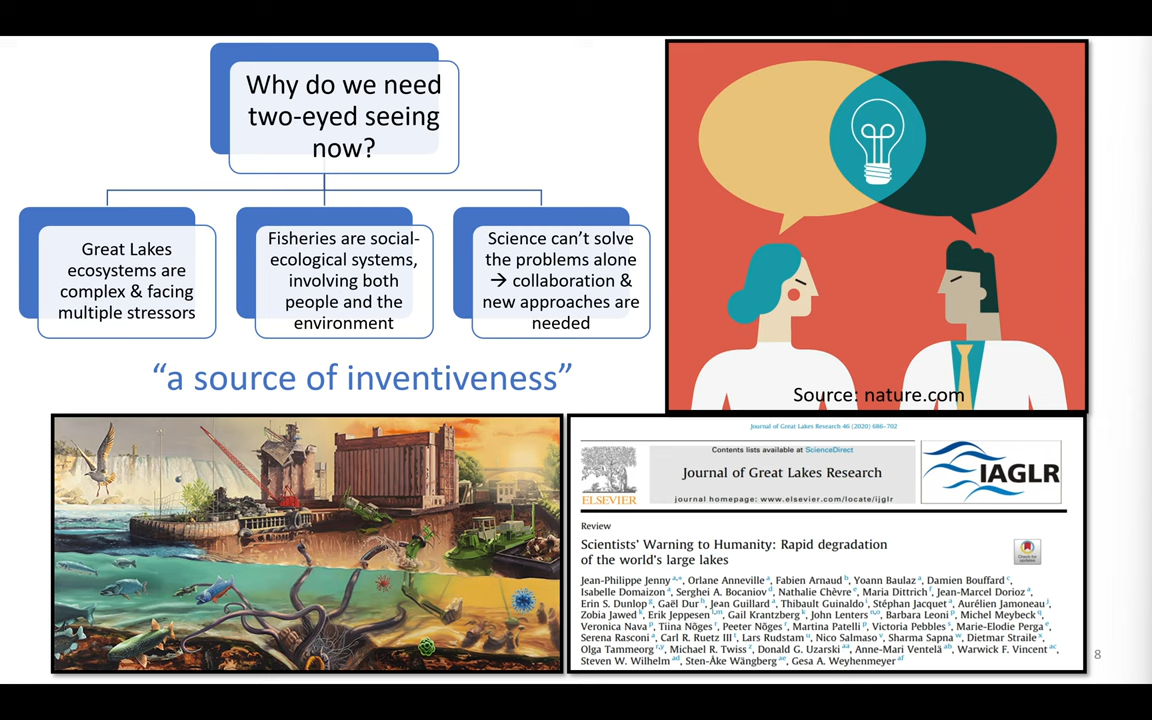 Why do we need
two-eyed seeing
now?
Great Lakes
ecosystems are
complex & facing
multiple stressors
Fisheries are social-
ecological systems,
involving both
people and the
environment
Science can’t solve
the problems alone
→ collaboration &
new approaches are
needed
“a source of inventiveness”
Source: nature.com
Journal of Great Lakes Research 46 (2020) 686–702
Contents lists available at ScienceDirect
Journal of Great Lakes Research
journal homepage: www.elsevier.com/locate/ijglr
ELSEVIER
IAGLR
Review
Scientists’ Warning to Humanity: Rapid degradation
of the world’s large lakes
Check for
updates
Jean-Philippe Jenny a,*, Orlane Anneville a, Fabien Arnaud b, Yoann Baulaz a, Damien Bouffard c,
Isabelle Domaizon a, Serghei A. Bocaniov d, Nathalie Chèvre e, Maria Dittrich f, Jean-Marcel Dorioz a,
Erin S. Dunlop g, Gaël Dur h, Jean Guillard a, Thibault Guinaldo i, Stéphan Jacquet a, Aurélien Jamoneau j,
Zobia Jawed k, Erik Jeppesen l,m, Gail Krantzberg k, John Lenters n,o, Barbara Leoni p, Michel Meybeck q,
Veronica Nava p, Tiina Nõges r, Peeter Nõges r, Martina Patelli p, Victoria Pebbles s, Marie-Elodie Perga e,
Serena Rasconi a, Carl R. Ruetz III t, Lars Rudstam u, Nico Salmaso v, Sharma Sapna w, Dietmar Straile x,
Olga Tammeorg r,y, Michael R. Twiss z, Donald G. Uzarski aa, Anne-Mari Ventelä ab, Warwick F. Vincent ac,
Steven W. Wilhelm ad, Sten-Åke Wängberg ae, Gesa A. Weyhenmeyer af
8